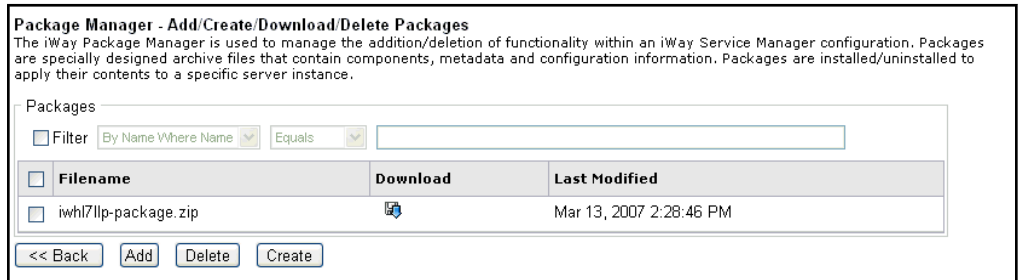 Package Manager - Add/Create/Download/Delete Packages
The iWay Package Manager is used to manage the addition/deletion of functionality within an iWay Service Manager configuration. Packages
are specially designed archive files that contain components, metadata and configuration information. Packages are installed/uninstalled to
apply their contents to a specific server instance.
Packages
Filter By Name Where Name Equals
Filename Download Last Modified
iwhl7llp-package.zip Mar 13, 2007 2:28:46 PM
<< Back Add Delete Create